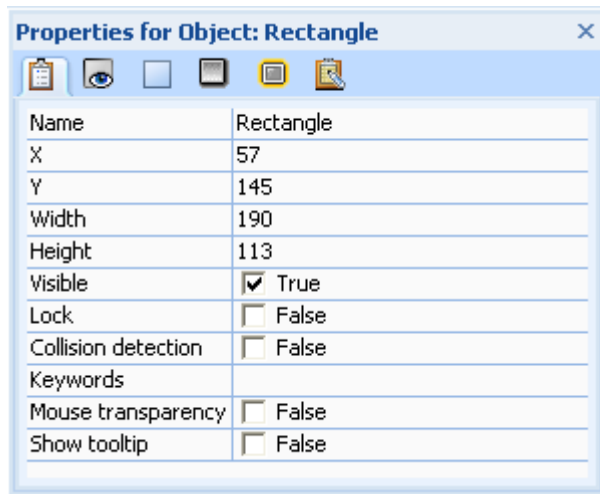 Properties for Object: Rectangle
Name Rectangle
X 57
Y 145
Width 190
Height 113
Visible True
Lock False
Collision detection False
Keywords
Mouse transparency False
Show tooltip False